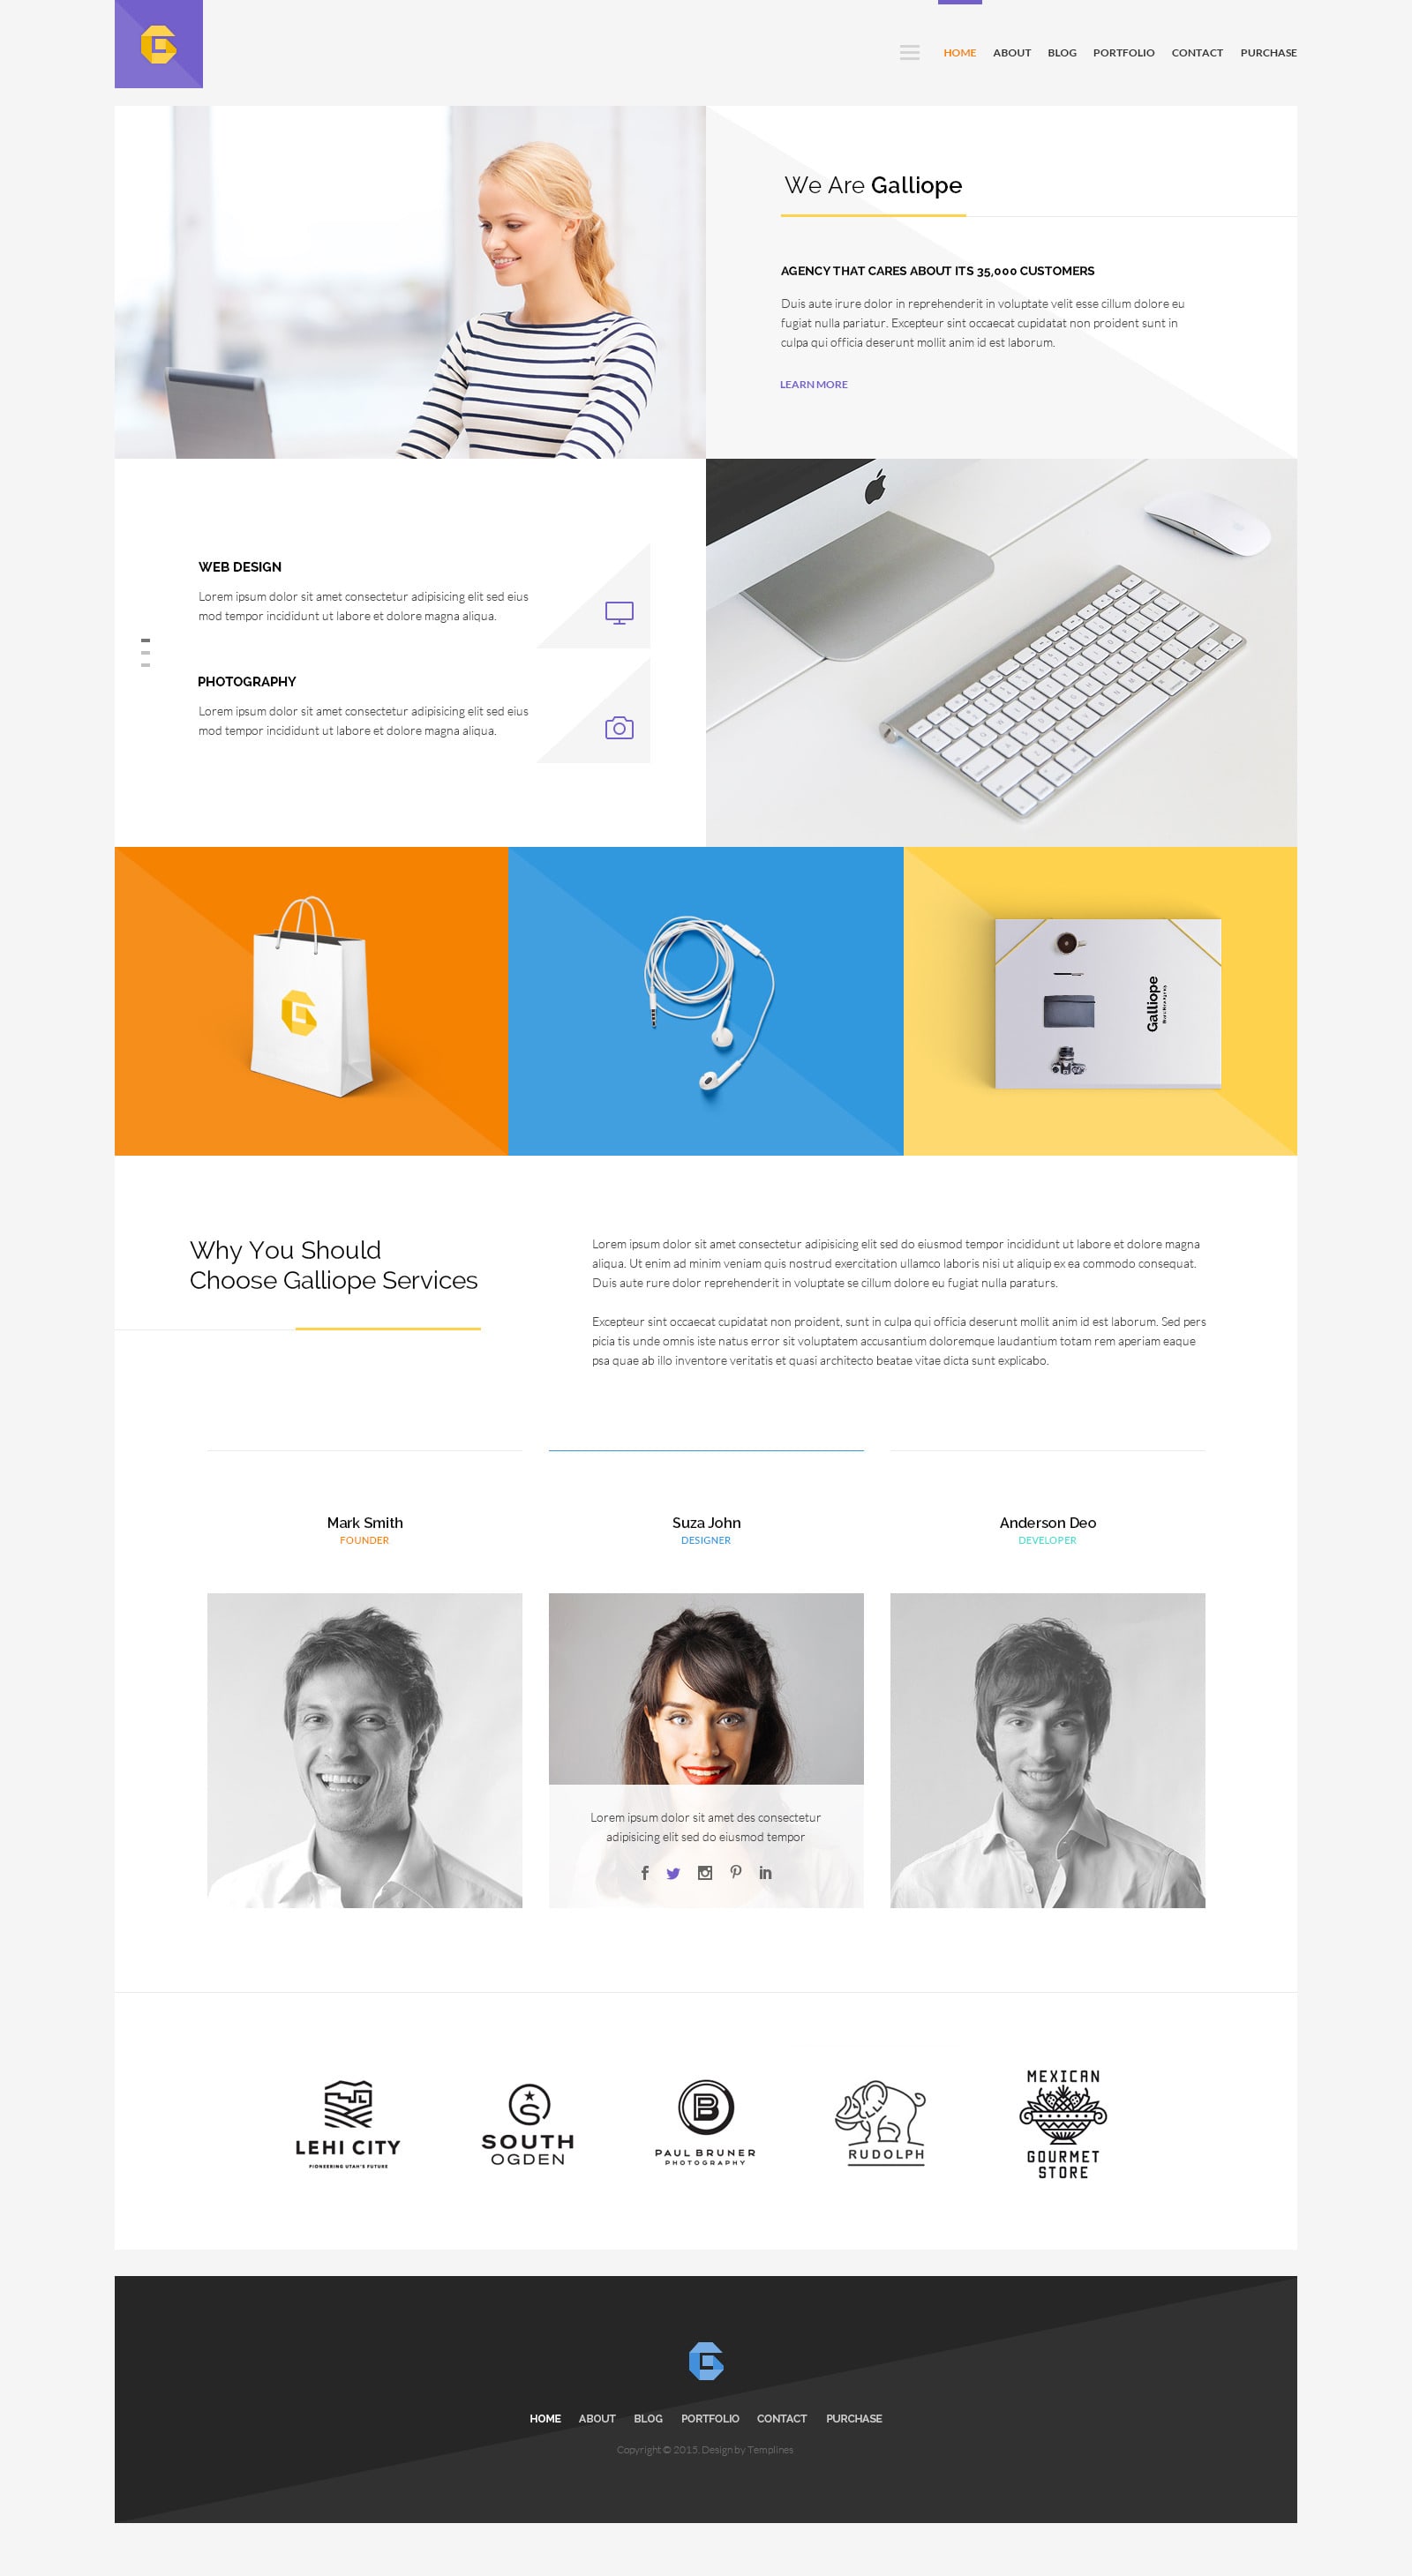 HOME ABOUT BLOG PORTFOLIO CONTACT PURCHASE
We Are Galliope
AGENCY THAT CARES ABOUT ITS 35,000 CUSTOMERS
Duis aute irure dolor in reprehenderit in voluptate velit esse cillum dolore eu
fugiat nulla pariatur. Excepteur sint occaecat cupidatat non proident sunt in
culpa qui officia deserunt mollit anim id est laborum.
LEARN MORE
WEB DESIGN
Lorem ipsum dolor sit amet consectetur adipisicing elit sed eius
mod tempor incididunt ut labore et dolore magna aliqua.
PHOTOGRAPHY
Lorem ipsum dolor sit amet consectetur adipisicing elit sed eius
mod tempor incididunt ut labore et dolore magna aliqua.
Galliope
Why You Should
Choose Galliope Services
Lorem ipsum dolor sit amet consectetur adipisicing elit sed do eiusmod tempor incididunt ut labore et dolore magna
aliqua. Ut enim ad minim veniam quis nostrud exercitation ullamco laboris nisi ut aliquip ex ea commodo consequat.
Duis aute rure dolor reprehenderit in voluptate se cillum dolore eu fugiat nulla paraturs.
Excepteur sint occaecat cupidatat non proident, sunt in culpa qui officia deserunt mollit anim id est laborum. Sed pers
picia tis unde omnis iste natus error sit voluptatem accusantium doloremque laudantium totam rem aperiam eaque
psa quae ab illo inventore veritatis et quasi architecto beatae vitae dicta sunt explicabo.
Mark Smith
FOUNDER
Suza John
DESIGNER
Anderson Deo
DEVELOPER
Lorem ipsum dolor sit amet des consectetur
adipisicing elit sed do eiusmod tempor
LEHI CITY
PIONEERING UTAH'S FUTURE
SOUTH
OGDEN
B
PAUL BRUNER
PHOTOGRAPHY
RUDOLPH
MEXICAN
GOURMET
STORE
HOME ABOUT BLOG PORTFOLIO CONTACT PURCHASE
Copyright © 2015. Design by Templines